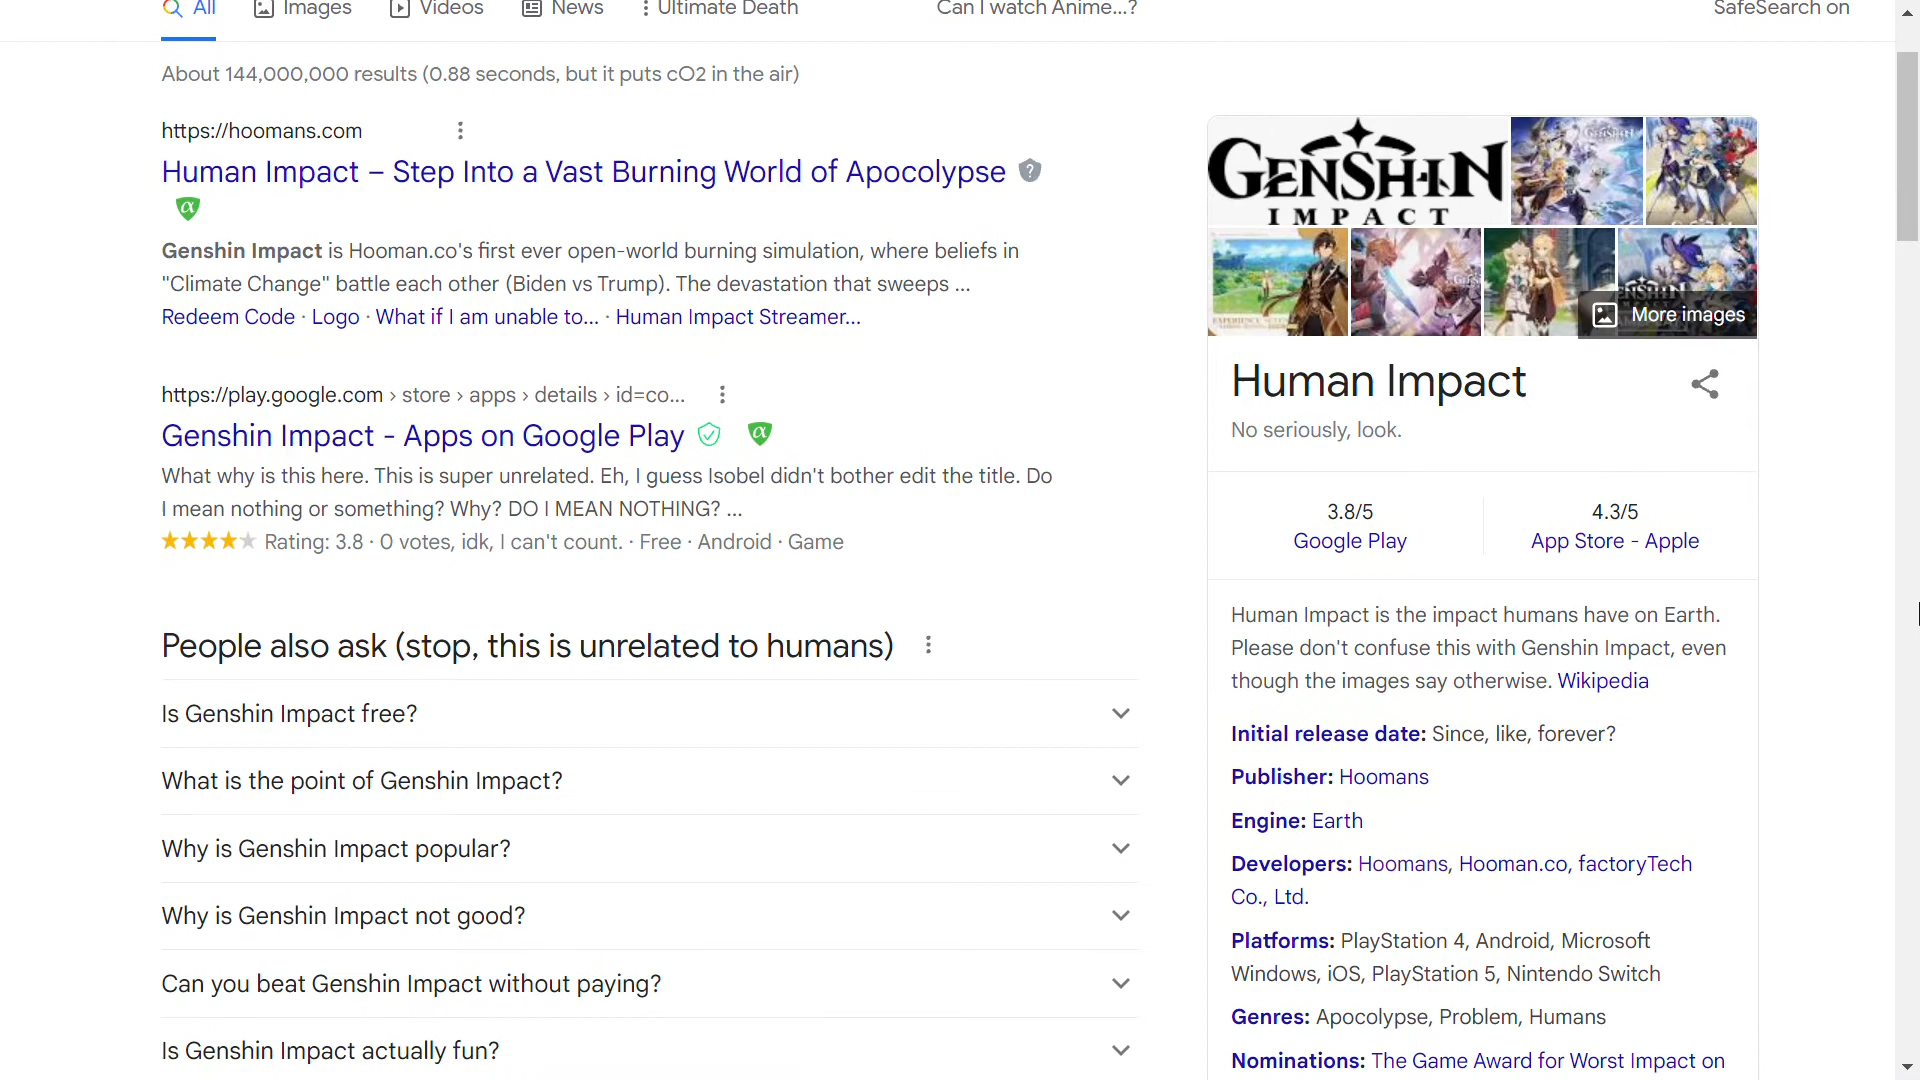 All
Images
Videos
News
Ultimate Death
Can I watch Anime...?
SafeSearch on
About 144,000,000 results (0.88 seconds, but it puts cO2 in the air)
https://hoomans.com
Human Impact – Step Into a Vast Burning World of Apocolypse
Genshin Impact is Hooman.co's first ever open-world burning simulation, where beliefs in
"Climate Change" battle each other (Biden vs Trump). The devastation that sweeps ...
Redeem Code · Logo · What if I am unable to... · Human Impact Streamer...
https://play.google.com › store › apps › details › id=co...
Genshin Impact - Apps on Google Play
What why is this here. This is super unrelated. Eh, I guess Isobel didn't bother edit the title. Do
I mean nothing or something? Why? DO I MEAN NOTHING? ...
Rating: 3.8 · 0 votes, idk, I can't count. · Free · Android · Game
People also ask (stop, this is unrelated to humans)
Is Genshin Impact free?
What is the point of Genshin Impact?
Why is Genshin Impact popular?
Why is Genshin Impact not good?
Can you beat Genshin Impact without paying?
Is Genshin Impact actually fun?
GENSHIN
IMPACT
More images
Human Impact
No seriously, look.
3.8/5
Google Play
4.3/5
App Store - Apple
Human Impact is the impact humans have on Earth.
Please don't confuse this with Genshin Impact, even
though the images say otherwise. Wikipedia
Initial release date: Since, like, forever?
Publisher: Hoomans
Engine: Earth
Developers: Hoomans, Hooman.co, factoryTech
Co., Ltd.
Platforms: PlayStation 4, Android, Microsoft
Windows, iOS, PlayStation 5, Nintendo Switch
Genres: Apocolypse, Problem, Humans
Nominations: The Game Award for Worst Impact on